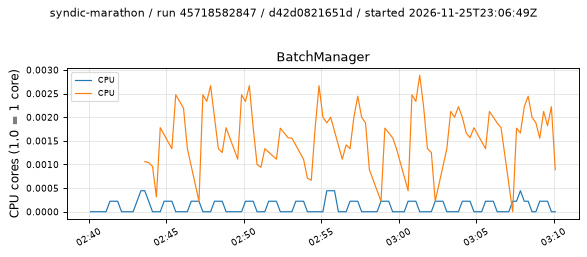 syndic-marathon / run 45718582847 / d42d0821651d / started 2026-11-25T23:06:49Z
BatchManager
CPU cores (1.0 = 1 core)
0.0030
0.0025
0.0020
0.0015
0.0010
0.0005
0.0000
CPU
CPU
02:40
02:45
02:50
02:55
03:00
03:05
03:10